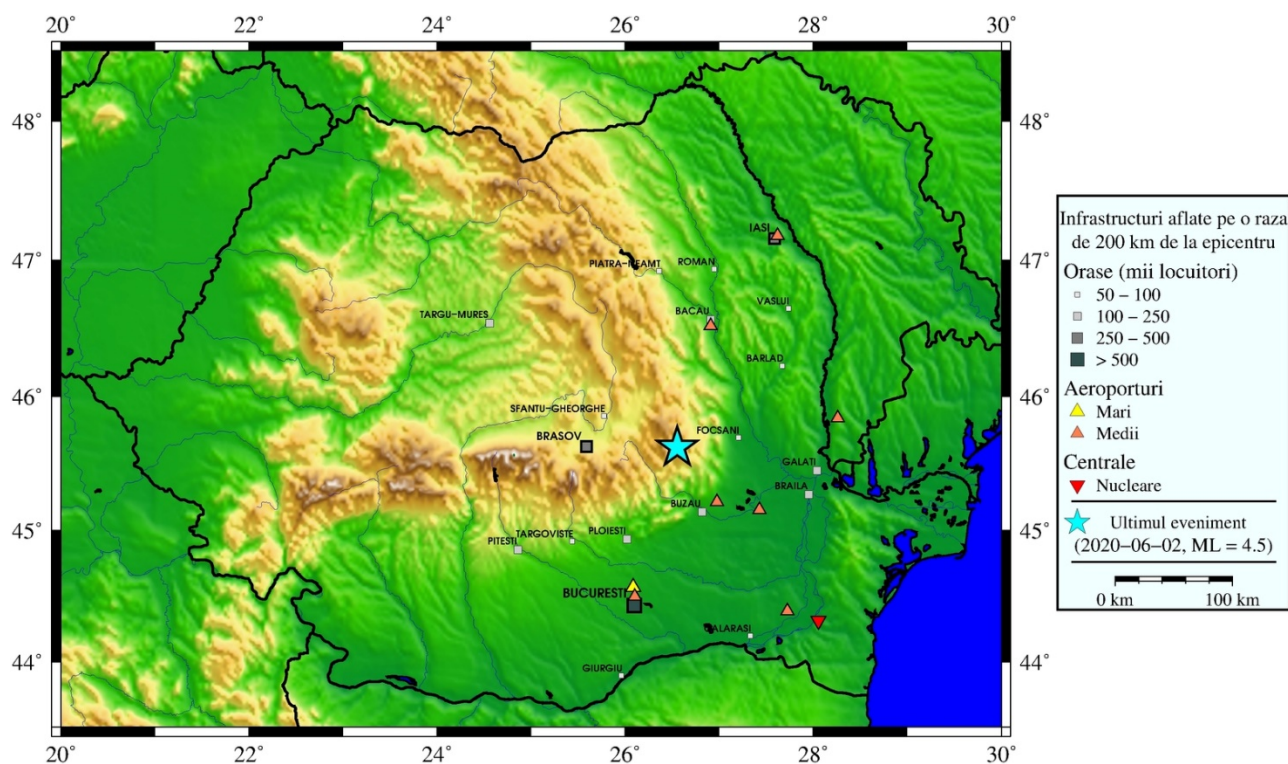 20° 22° 24° 26° 28° 30°
48° 48°
IASI
47° PIATRA-NEAMT ROMAN 47°
TARGU-MURES BACAU VASLUI
BARLAD
46° 46°
SFANTU-GHEORGHE
BRASOV FOCSANI
GALATI
BRAILA
BUZAU
45° 45°
PITESTI TARGOVISTE PLOIESTI
BUCURESTI
CALARASI
44° 44°
GIURGIU
20° 22° 24° 26° 28° 30°
Infrastructuri aflate pe o raza
de 200 km de la epicentru
Orase (mii locuitori)
50 – 100
100 – 250
250 – 500
> 500
Aeroporturi
Mari
Medii
Centrale
Nucleare
Ultimul eveniment
(2020-06-02, ML = 4.5)
0 km 100 km